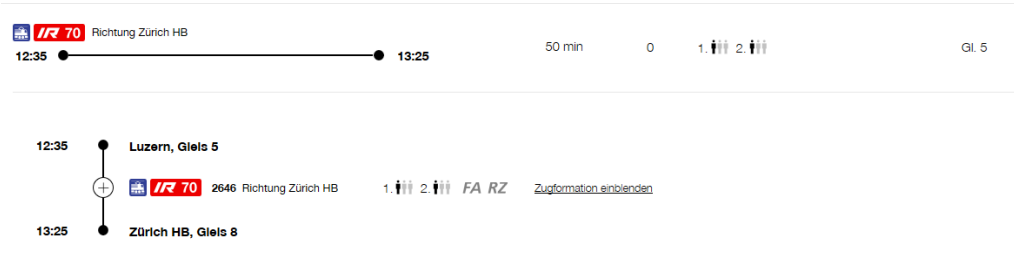 IR 70 Richtung Zürich HB
12:35 13:25 50 min 0 1. 2. Gl. 5
12:35 Luzern, Gleis 5
IR 70 2646 Richtung Zürich HB 1. 2. FA RZ Zugformation einblenden
13:25 Zürich HB, Gleis 8